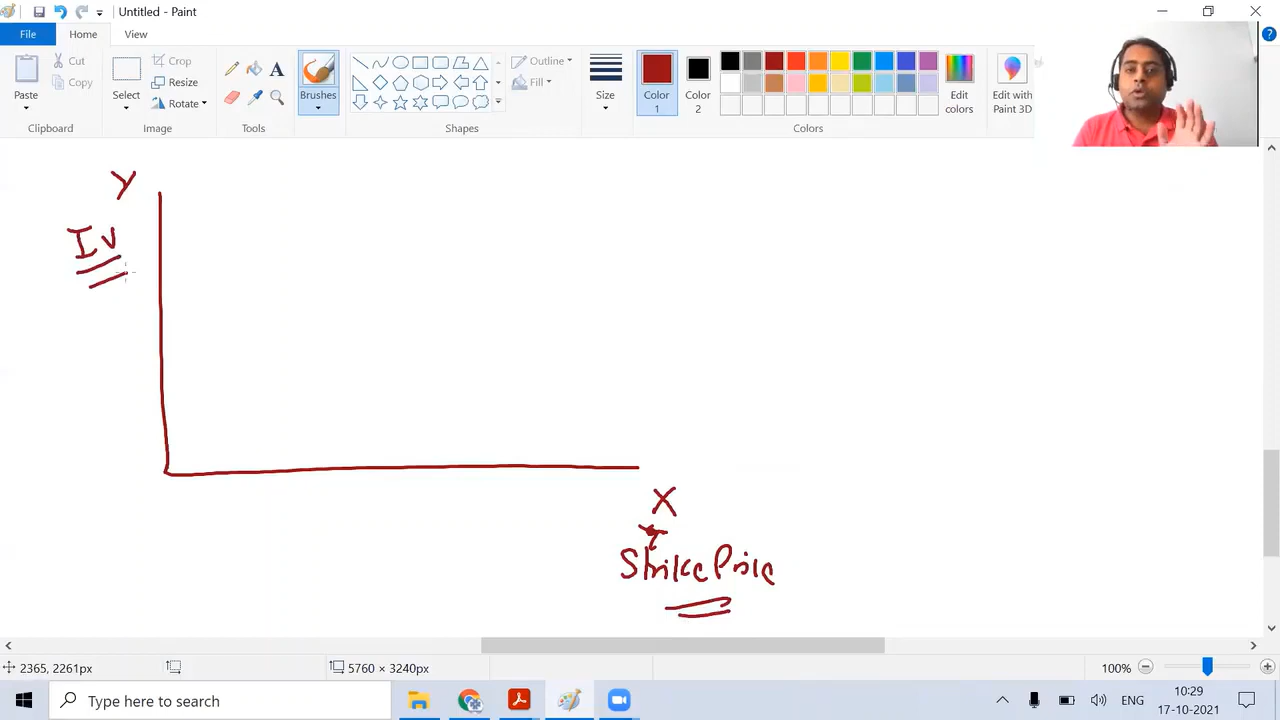 Untitled - Paint
File Home View
Paste Cut Copy
Clipboard
Select Crop Resize Rotate
Image
A
Tools
Brushes
Shapes
Outline
Fill
Size
Color 1
Color 2
Edit colors
Colors
Edit with Paint 3D
?
Y
IV
X
Strike Price
2365, 2261px
5760 × 3240px
100%
Type here to search
ENG
10:29
17-10-2021